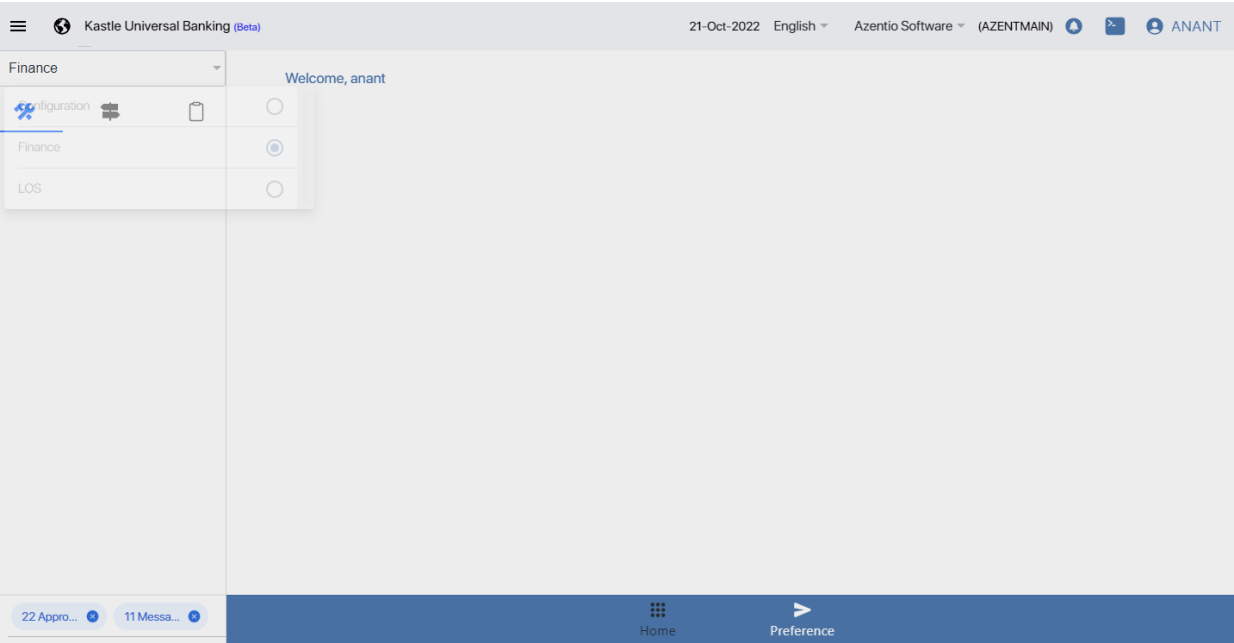 Kastle Universal Banking (Beta) 21-Oct-2022 English Azentio Software (AZENTMAIN) ANANT
Finance
Welcome, anant
Configuration
Finance
LOS
22 Appro... 11 Messa...
Home Preference